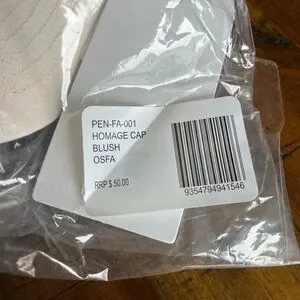 PEN-FA-001
HOMAGE CAP
BLUSH
OSFA
RRP $ 50.00
9354794941546